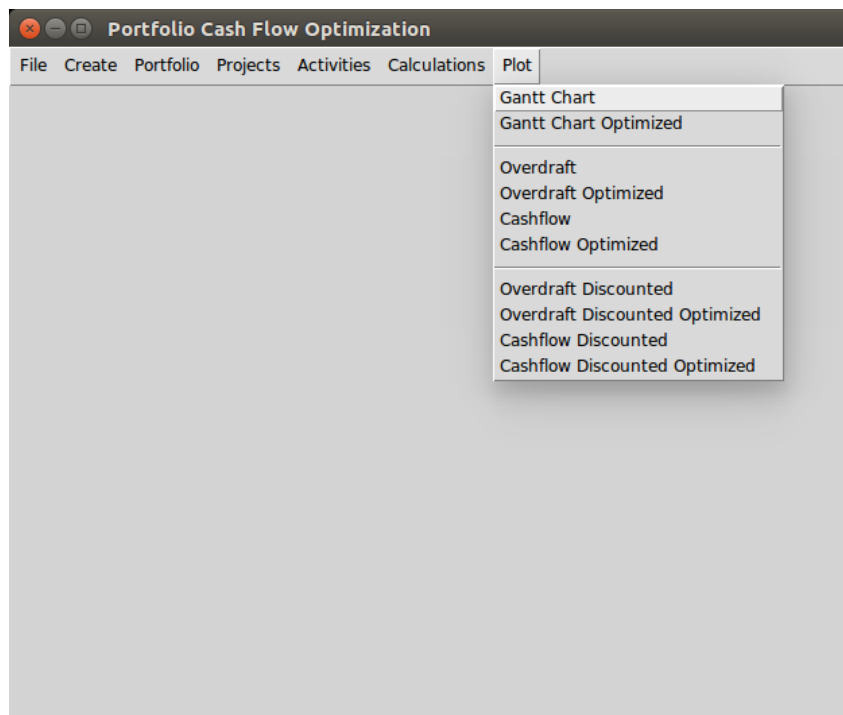 Portfolio Cash Flow Optimization
File Create Portfolio Projects Activities Calculations Plot
Gantt Chart
Gantt Chart Optimized
Overdraft
Overdraft Optimized
Cashflow
Cashflow Optimized
Overdraft Discounted
Overdraft Discounted Optimized
Cashflow Discounted
Cashflow Discounted Optimized